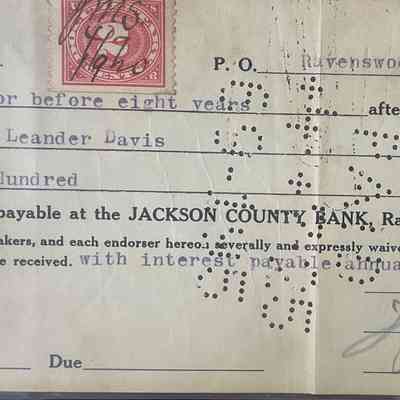 P. O. Ravenswo
or before eight years after
Leander Davis
Hundred
payable at the JACKSON COUNTY BANK, Ra
akers, and each endorser hereon severally and expressly waive
e received. with interest payable annua
Due